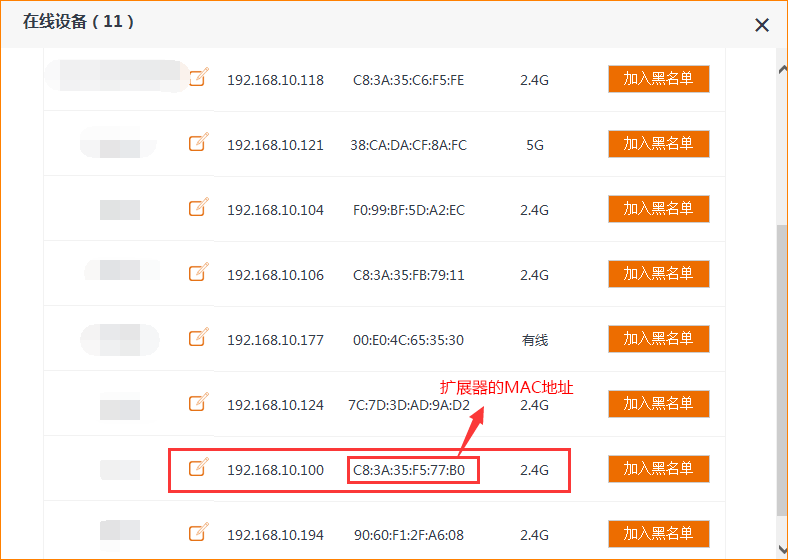 在线设备（11）
192.168.10.118 C8:3A:35:C6:F5:FE 2.4G 加入黑名单
192.168.10.121 38:CA:DA:CF:8A:FC 5G 加入黑名单
192.168.10.104 F0:99:BF:5D:A2:EC 2.4G 加入黑名单
192.168.10.106 C8:3A:35:FB:79:11 2.4G 加入黑名单
192.168.10.177 00:E0:4C:65:35:30 有线 加入黑名单
扩展器的MAC地址
192.168.10.124 7C:7D:3D:AD:9A:D2 2.4G 加入黑名单
192.168.10.100 C8:3A:35:F5:77:B0 2.4G 加入黑名单
192.168.10.194 90:60:F1:2F:A6:08 2.4G 加入黑名单